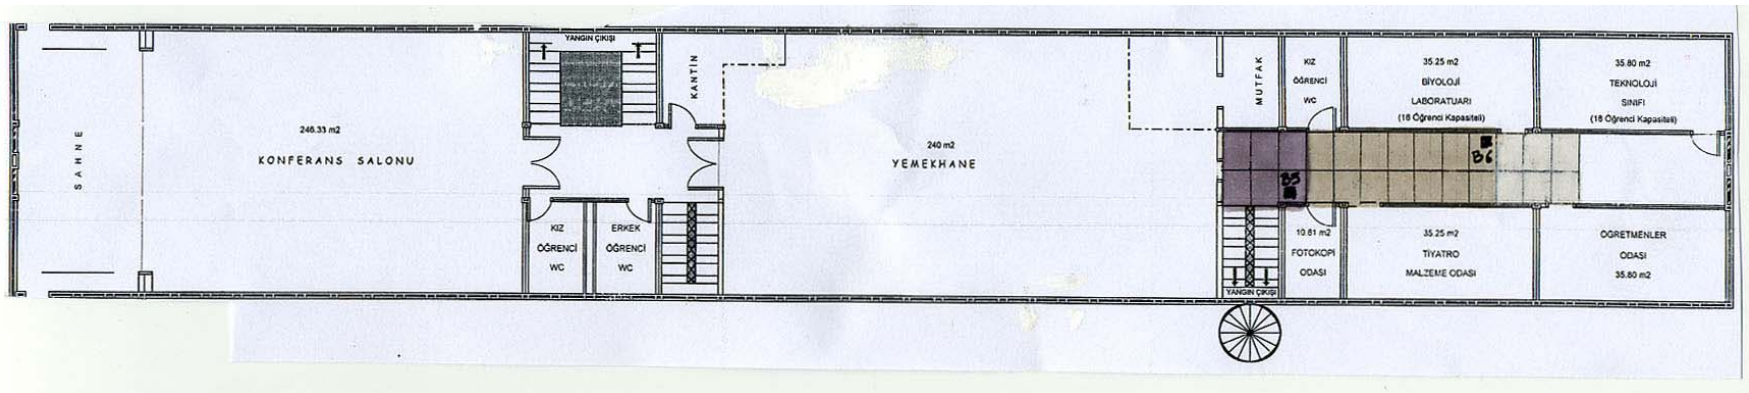 SAHNE
246.33 m2
KONFERANS SALONU
YANGIN ÇIKIŞI
KANTİN
KIZ
ÖĞRENCİ
WC
ERKEK
ÖĞRENCİ
WC
240 m2
YEMEKHANE
MUTFAK
KIZ
ÖĞRENCİ
WC
35.25 m2
BİYOLOJİ
LABORATUARI
(18 Öğrenci Kapasiteli)
35.80 m2
TEKNOLOJİ
SINIFI
(18 Öğrenci Kapasiteli)
B5
B6
YANGIN ÇIKIŞI
10.61 m2
FOTOKOPİ
ODASI
35.25 m2
TİYATRO
MALZEME ODASI
ÖĞRETMENLER
ODASI
35.80 m2